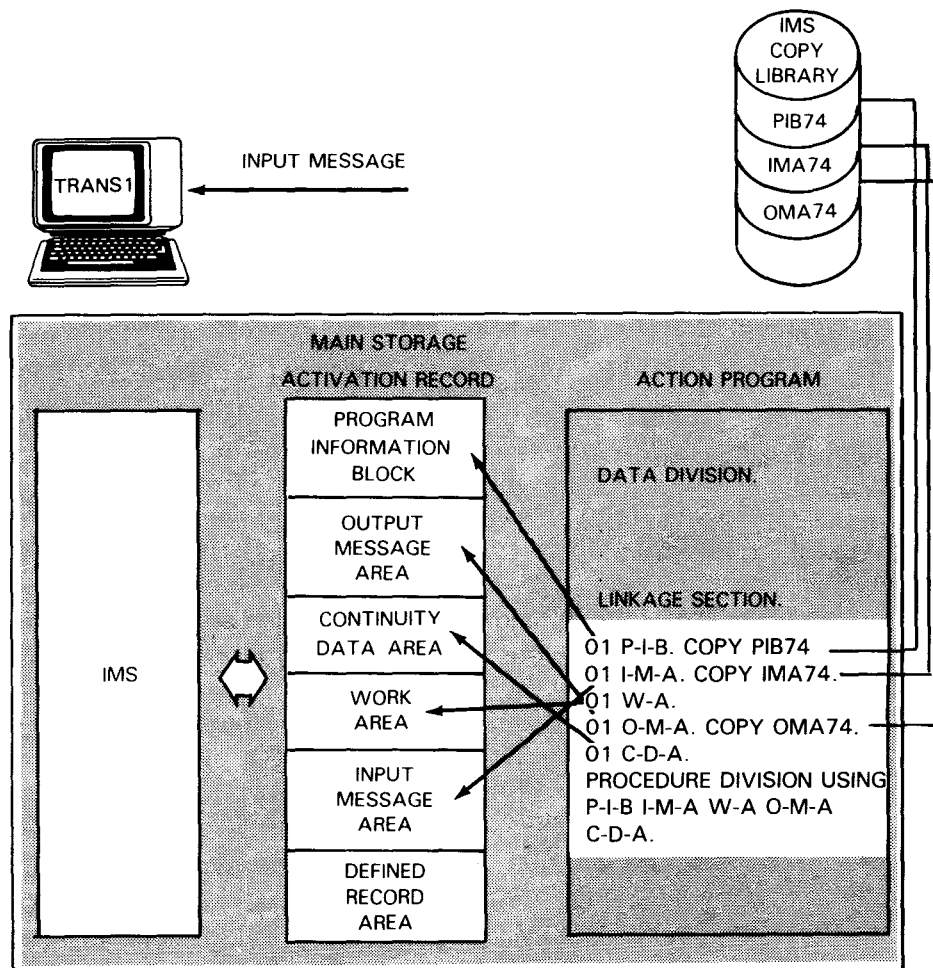 IMS
COPY
LIBRARY
PIB74
IMA74
OMA74
TRANS1
INPUT MESSAGE
MAIN STORAGE
ACTIVATION RECORD
ACTION PROGRAM
IMS
PROGRAM
INFORMATION
BLOCK
OUTPUT
MESSAGE
AREA
CONTINUITY
DATA AREA
WORK
AREA
INPUT
MESSAGE
AREA
DEFINED
RECORD
AREA
DATA DIVISION.
LINKAGE SECTION.
01 P-I-B. COPY PIB74
01 I-M-A. COPY IMA74.
01 W-A.
01 O-M-A. COPY OMA74.
01 C-D-A.
PROCEDURE DIVISION USING
P-I-B I-M-A W-A O-M-A
C-D-A.